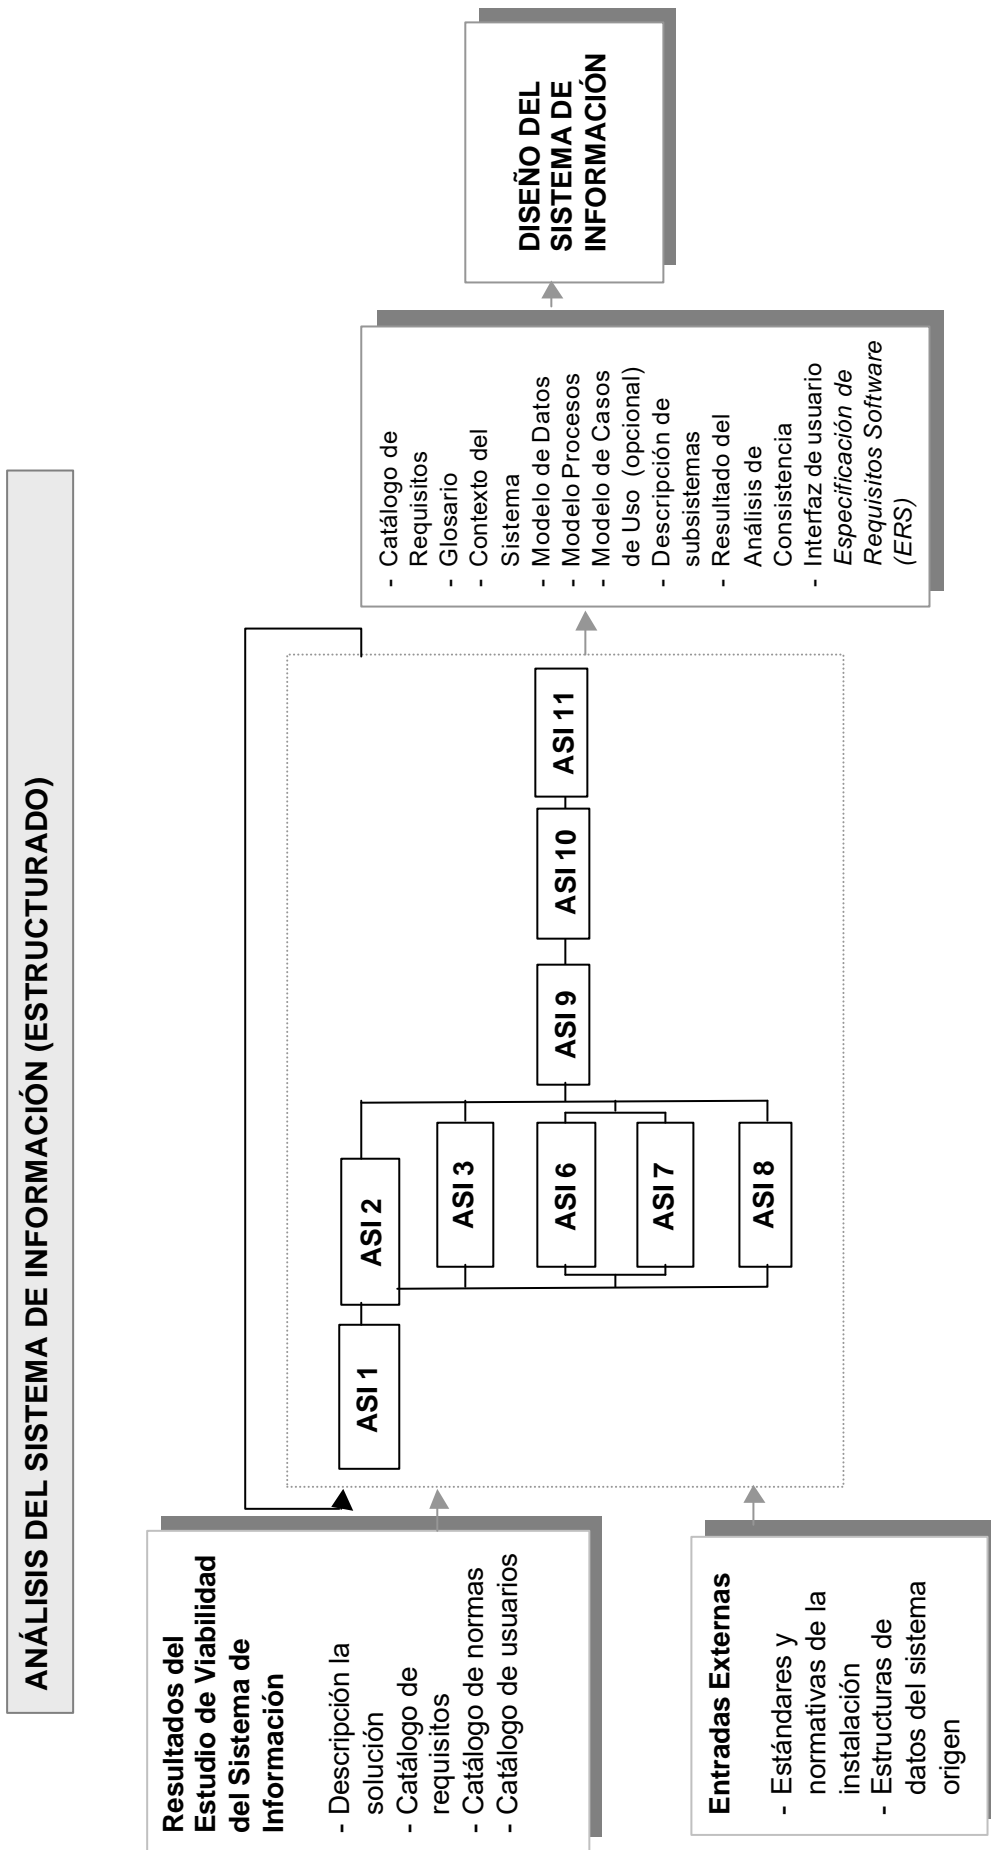 ANÁLISIS DEL SISTEMA DE INFORMACIÓN (ESTRUCTURADO)
Resultados del
Estudio de Viabilidad
del Sistema de
Información
- Descripción la
solución
- Catálogo de
requisitos
- Catálogo de normas
- Catálogo de usuarios
Entradas Externas
- Estándares y
normativas de la
instalación
- Estructuras de
datos del sistema
origen
ASI 1
ASI 2
ASI 3
ASI 6
ASI 7
ASI 8
ASI 9
ASI 10
ASI 11
- Catálogo de
Requisitos
- Glosario
- Contexto del
Sistema
- Modelo de Datos
- Modelo Procesos
- Modelo de Casos
de Uso (opcional)
- Descripción de
subsistemas
- Resultado del
Análisis de
Consistencia
- Interfaz de usuario
Especificación de
Requisitos Software
(ERS)
DISEÑO DEL
SISTEMA DE
INFORMACIÓN